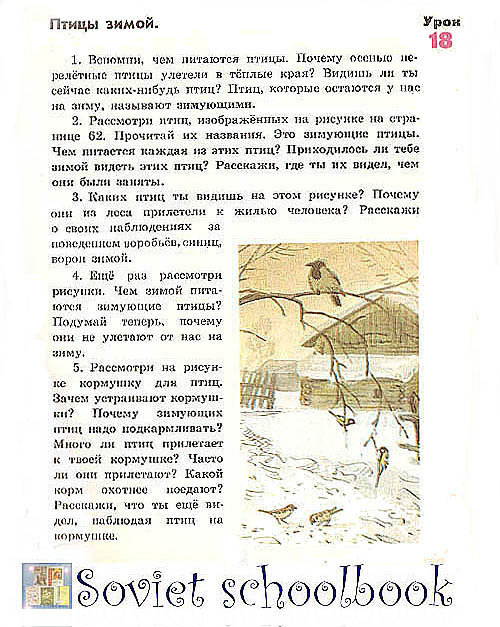 Птицы зимой.
Урок
18
1. Вспомни, чем питаются птицы. Почему осенью пе-
релётные птицы улетели в тёплые края? Видишь ли ты
сейчас каких-нибудь птиц? Птиц, которые остаются у нас
на зиму, называют зимующими.
2. Рассмотри птиц, изображённых на рисунке на стра-
нице 62. Прочитай их названия. Это зимующие птицы.
Чем питается каждая из этих птиц? Приходилось ли тебе
зимой видеть этих птиц? Расскажи, где ты их видел, чем
они были заняты.
3. Каких птиц ты видишь на этом рисунке? Почему
они из леса прилетели к жилью человека? Расскажи
о своих наблюдениях за
поведением воробьёв, синиц,
ворон зимой.
4. Ещё раз рассмотри
рисунки. Чем зимой пита-
ются зимующие птицы?
Подумай теперь, почему
они не улетают от нас на
зиму.
5. Рассмотри на рисун-
ке кормушку для птиц.
Зачем устраивают кормуш-
ки? Почему зимующих
птиц надо подкармливать?
Много ли птиц прилетает
к твоей кормушке? Часто
ли они прилетают? Какой
корм охотнее поедают?
Расскажи, что ты ещё ви-
дел, наблюдая птиц на
кормушке.
Soviet schoolbook